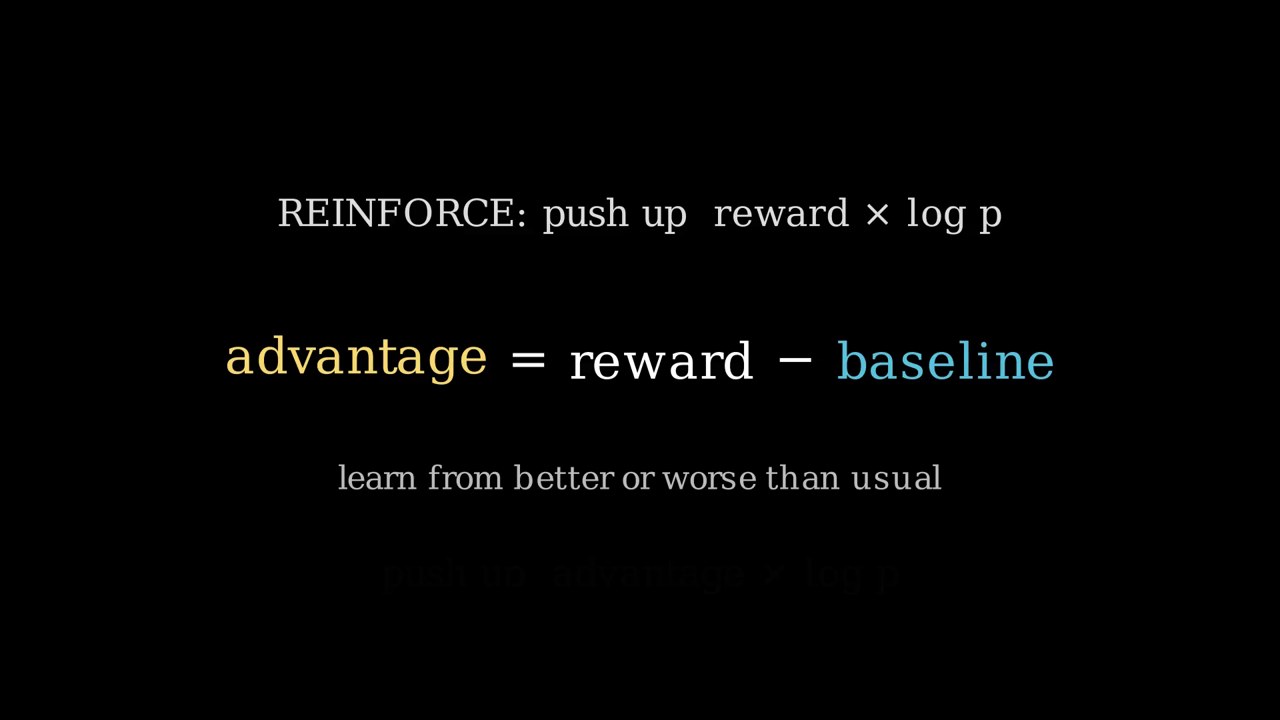 REINFORCE: push up reward × log p
advantage = reward − baseline
learn from better or worse than usual
push up advantage × log p